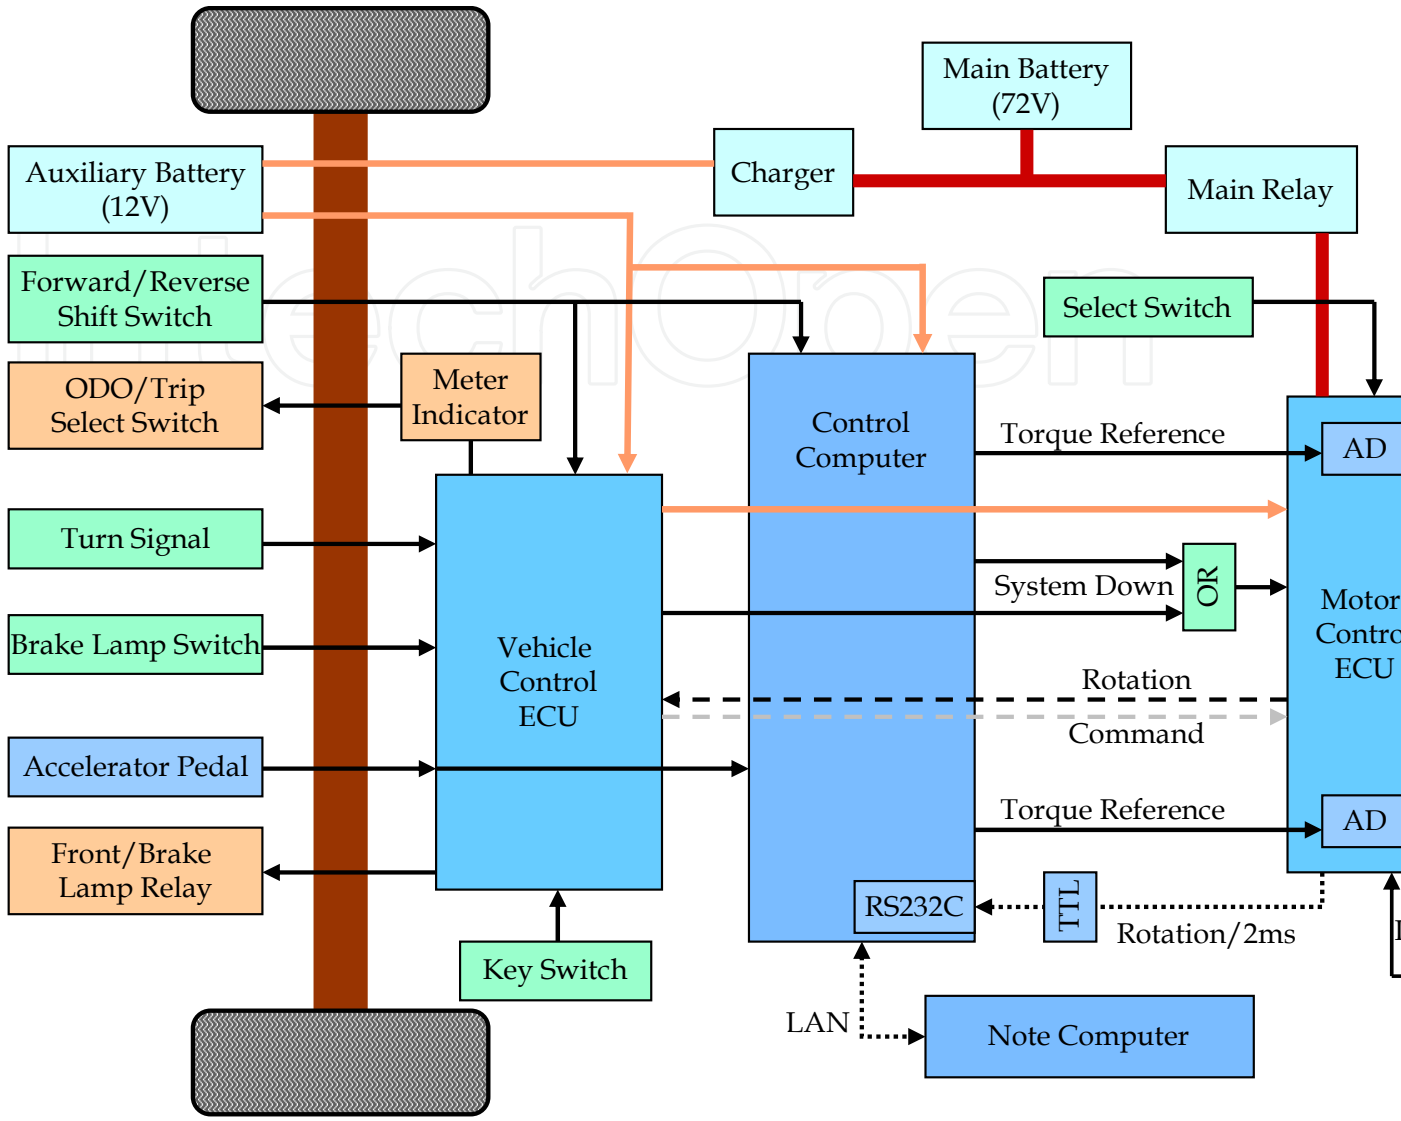 Main Battery
(72V)
Auxiliary Battery
(12V)
Charger
Main Relay
Forward/Reverse
Shift Switch
Select Switch
IntechOpen
ODO/Trip
Select Switch
Meter
Indicator
Control
Computer
Torque Reference
AD
Turn Signal
System Down
OR
Brake Lamp Switch
Vehicle
Control
ECU
Motor
Contro
ECU
Rotation
Command
Accelerator Pedal
Torque Reference
AD
Front/Brake
Lamp Relay
RS232C
TTL
Rotation/2ms
Key Switch
LAN
Note Computer